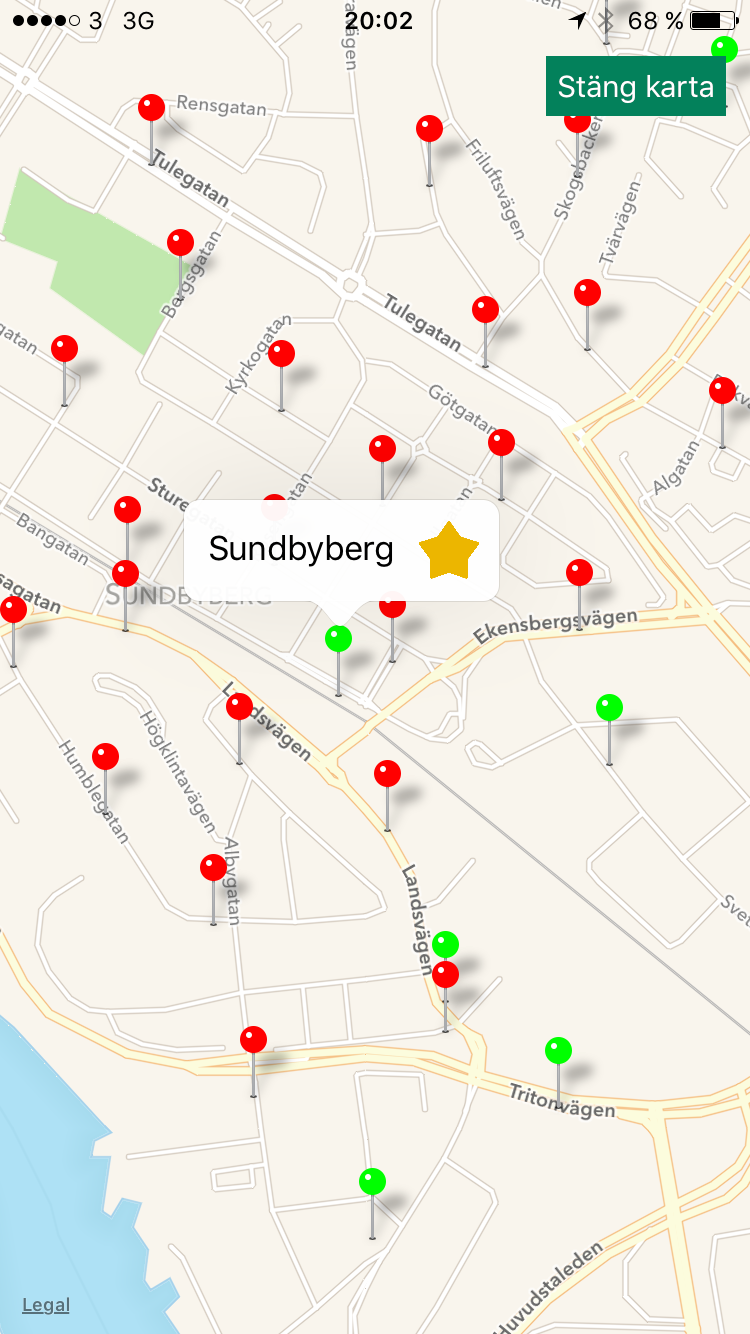 3 3G 20:02 68 %
Stäng karta
Rensgatan
Tulegatan
Friluftsvägen
Tvärvägen
Tulegatan
Kyrkogatan
Götgatan
Algatan
Bangatan
Sundbyberg
SUNDBYBERG
Ekensbergsvägen
Landsvägen
Högklintavägen
Humblegatan
Albygatan
Landsvägen
Tritonvägen
Huvudstaleden
Legal